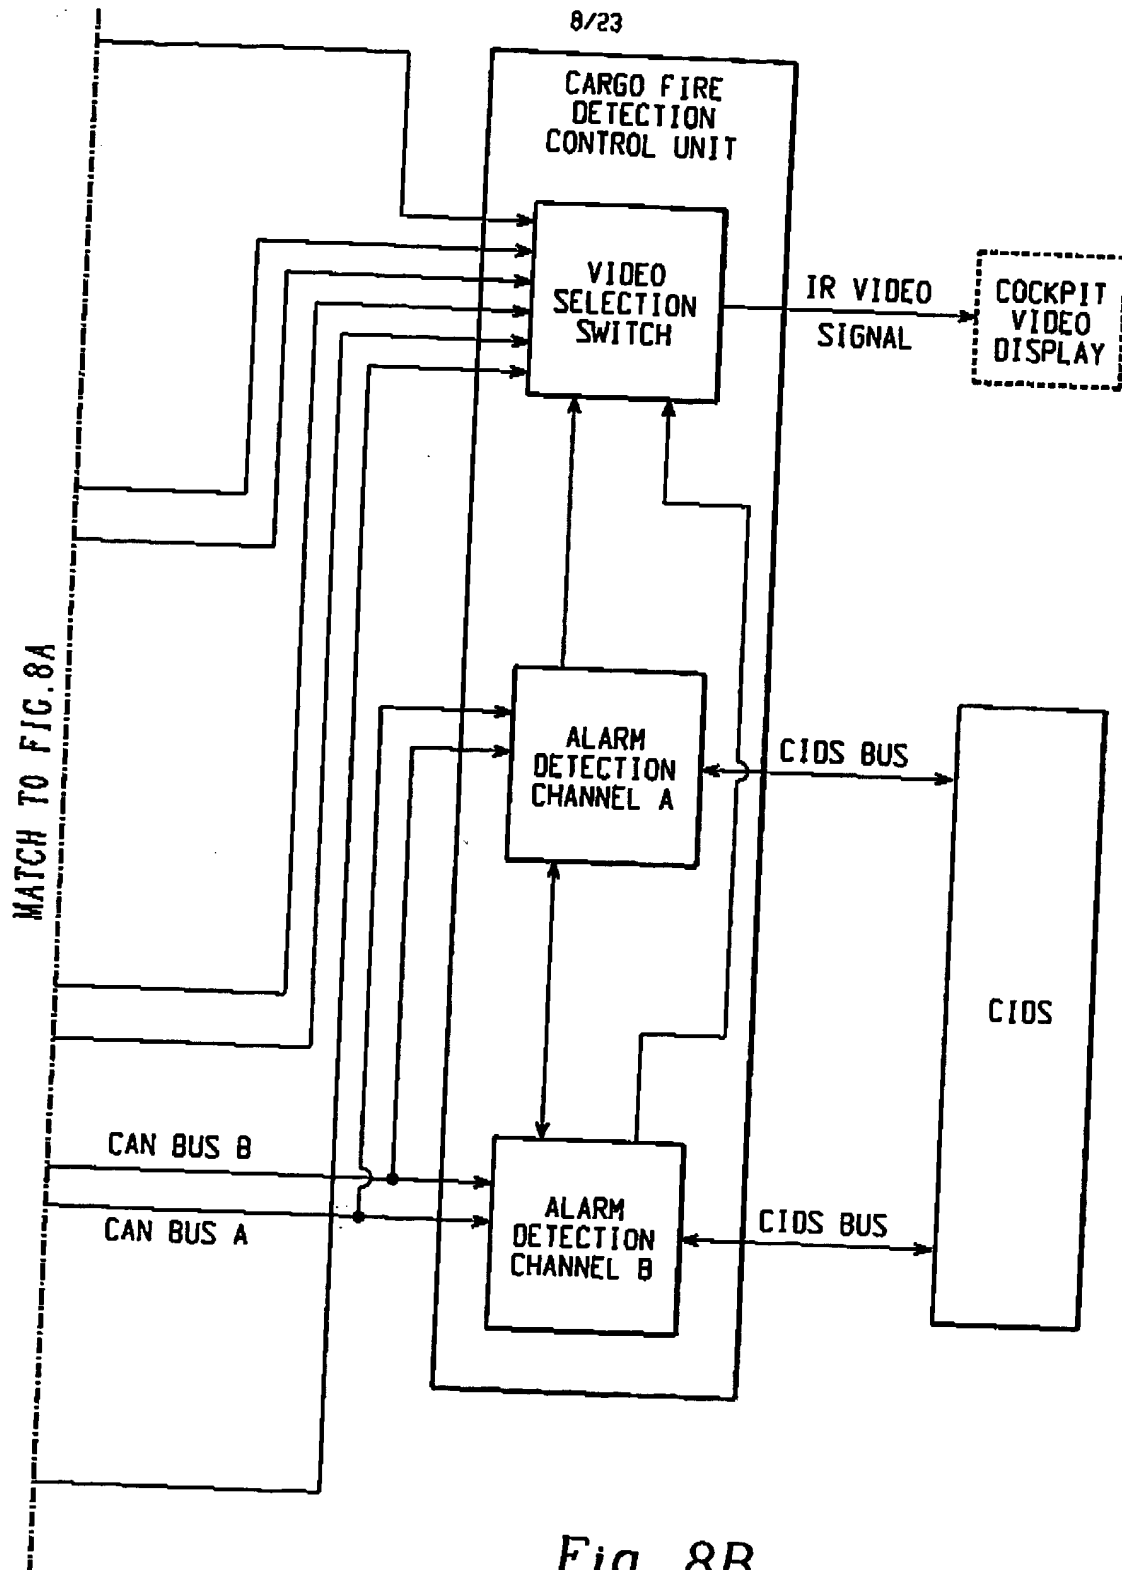 8/23
CARGO FIRE
DETECTION
CONTROL UNIT
VIDEO
SELECTION
SWITCH
IR VIDEO
SIGNAL
COCKPIT
VIDEO
DISPLAY
MATCH TO FIG.8A
ALARM
DETECTION
CHANNEL A
CIDS BUS
CIDS
CAN BUS B
CAN BUS A
ALARM
DETECTION
CHANNEL B
CIDS BUS
Fig. 8B